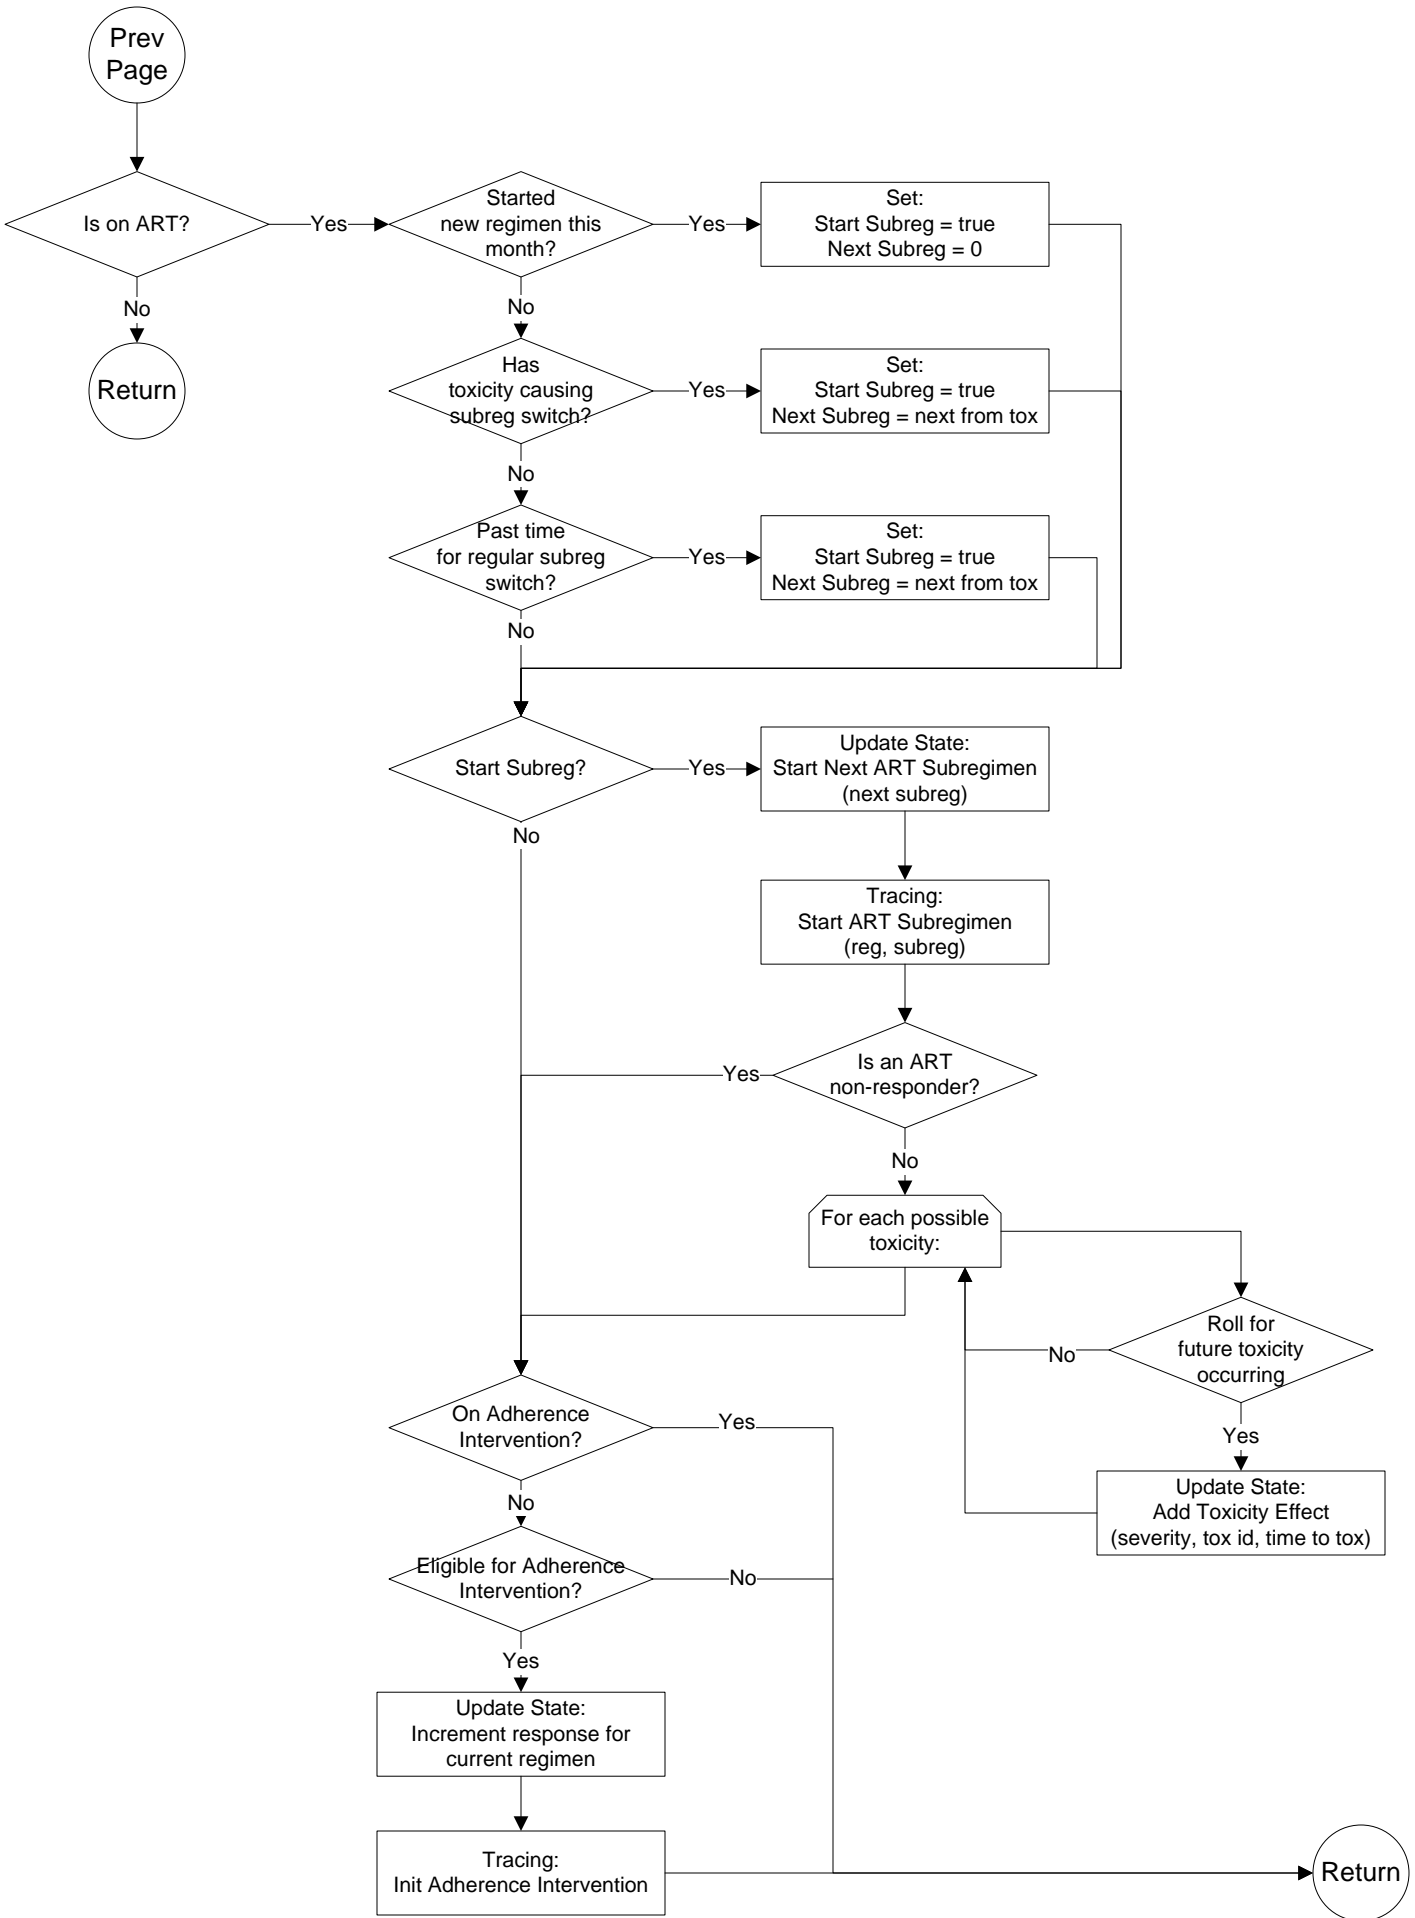 Prev
Page
Is on ART?
Yes
Started
new regimen this
month?
Yes
Set:
Start Subreg = true
Next Subreg = 0
No
No
Return
Has
toxicity causing
subreg switch?
Yes
Set:
Start Subreg = true
Next Subreg = next from tox
No
Past time
for regular subreg
switch?
Yes
Set:
Start Subreg = true
Next Subreg = next from tox
No
Start Subreg?
Yes
Update State:
Start Next ART Subregimen
(next subreg)
No
Tracing:
Start ART Subregimen
(reg, subreg)
Is an ART
non-responder?
Yes
No
For each possible
toxicity:
Roll for
future toxicity
occurring
No
Yes
Update State:
Add Toxicity Effect
(severity, tox id, time to tox)
On Adherence
Intervention?
Yes
No
Eligible for Adherence
Intervention?
No
Yes
Update State:
Increment response for
current regimen
Tracing:
Init Adherence Intervention
Return